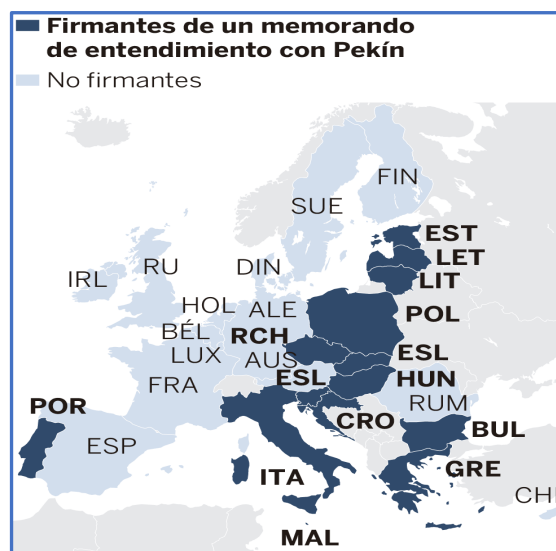 Firmantes de un memorando
de entendimiento con Pekín
No firmantes
FIN
SUE
EST
LET
LIT
IRL
RU
DIN
HOL
ALE
POL
BÉL
RCH
LUX
AUS
ESL
FRA
ESL
HUN
RUM
POR
CRO
BUL
ESP
GRE
ITA
CHI
MAL